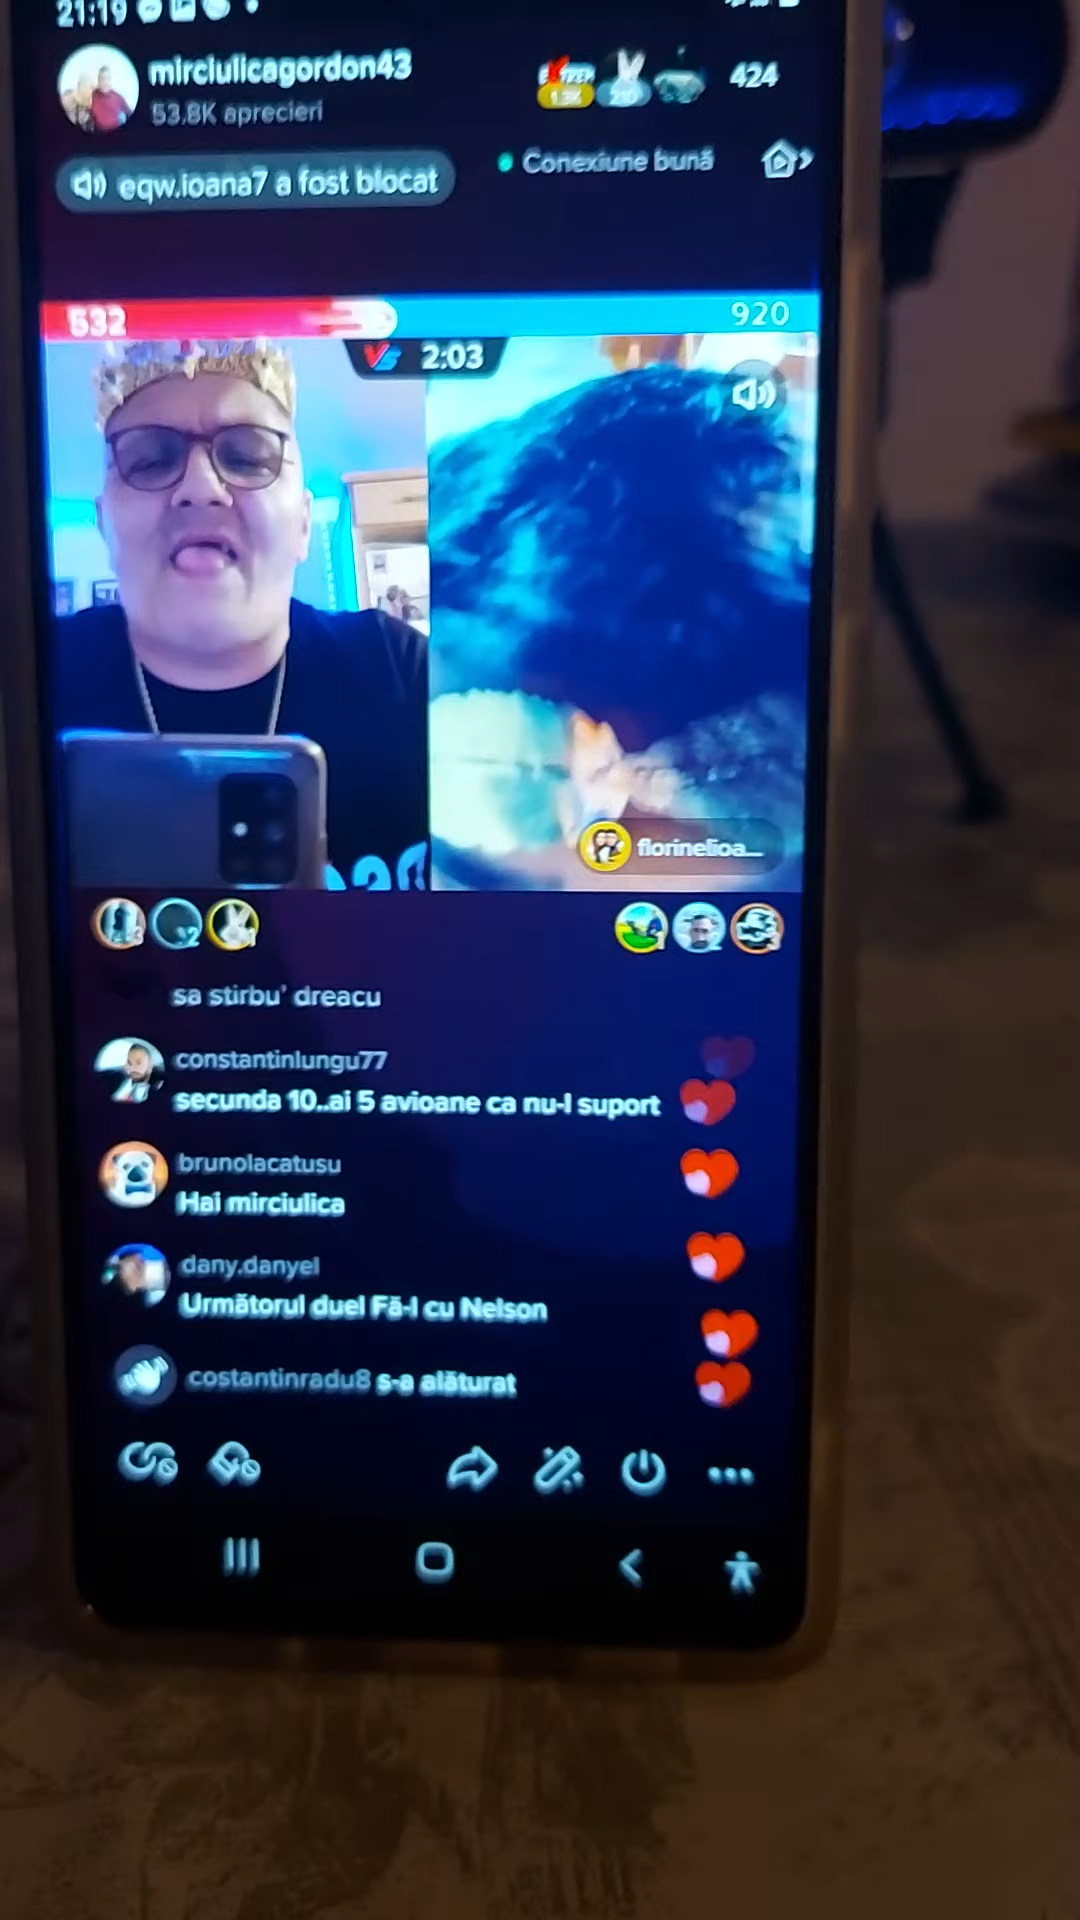 21:19
mirciulicagordon43
424
53.8K aprecieri
Conexiune bună
eqw.ioana7 a fost blocat
532
920
VS 2:03
florinelioa...
sa stirbu' dreacu
constantinlungu77
secunda 10..ai 5 avioane ca nu-l suport
brunolacatusu
Hai mirciulica
dany.danyel
Următorul duel Fă-l cu Nelson
costantinradu8 s-a alăturat